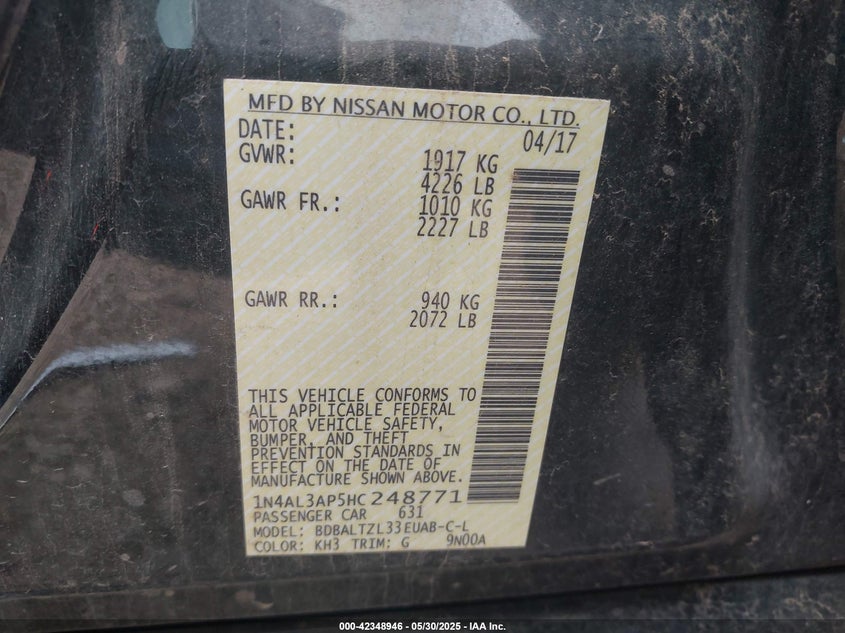 MFD BY NISSAN MOTOR CO., LTD.
DATE: 04/17
GVWR: 1917 KG
4226 LB
GAWR FR.: 1010 KG
2227 LB
GAWR RR.: 940 KG
2072 LB
THIS VEHICLE CONFORMS TO
ALL APPLICABLE FEDERAL
MOTOR VEHICLE SAFETY,
BUMPER, AND THEFT
PREVENTION STANDARDS IN
EFFECT ON THE DATE OF
MANUFACTURE SHOWN ABOVE.
1N4AL3AP5HC248771
PASSENGER CAR 631
MODEL: BDBALTZL33EUAB-C-L
COLOR: KH3 TRIM: G 9N00A
000-42348946 - 05/30/2025 - IAA Inc.